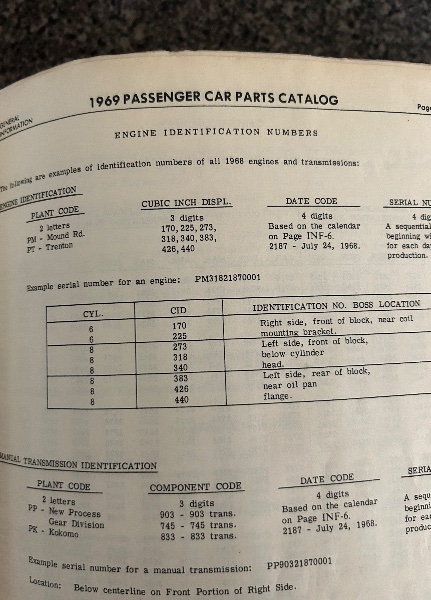 GENERAL
INFORMATION
1969 PASSENGER CAR PARTS CATALOG
Page
ENGINE IDENTIFICATION NUMBERS
The following are examples of identification numbers of all 1968 engines and transmissions:
ENGINE IDENTIFICATION
PLANT CODE CUBIC INCH DISPL. DATE CODE SERIAL NU
2 letters 3 digits 4 digits 4 dig
PM - Mound Rd. 170, 225, 273, Based on the calendar A sequential
PT - Trenton 318, 340, 383, on Page INF-6. beginning wi
426, 440 2187 - July 24, 1968. for each da
production.
Example serial number for an engine: PM31821870001
CYL. CID IDENTIFICATION NO. BOSS LOCATION
6 170 Right side, front of block, near coil
6 225 mounting bracket.
8 273 Left side, front of block,
8 318 below cylinder
8 340 head.
8 383 Left side, rear of block,
8 426 near oil pan
8 440 flange.
MANUAL TRANSMISSION IDENTIFICATION
PLANT CODE COMPONENT CODE DATE CODE SERIA
2 letters 3 digits 4 digits A sequ
PP - New Process 903 - 903 trans. Based on the calendar beginni
Gear Division 745 - 745 trans. on Page INF-6. for eac
PK - Kokomo 833 - 833 trans. 2187 - July 24, 1968. produc
Example serial number for a manual transmission: PP90321870001
Location: Below centerline on Front Portion of Right Side.